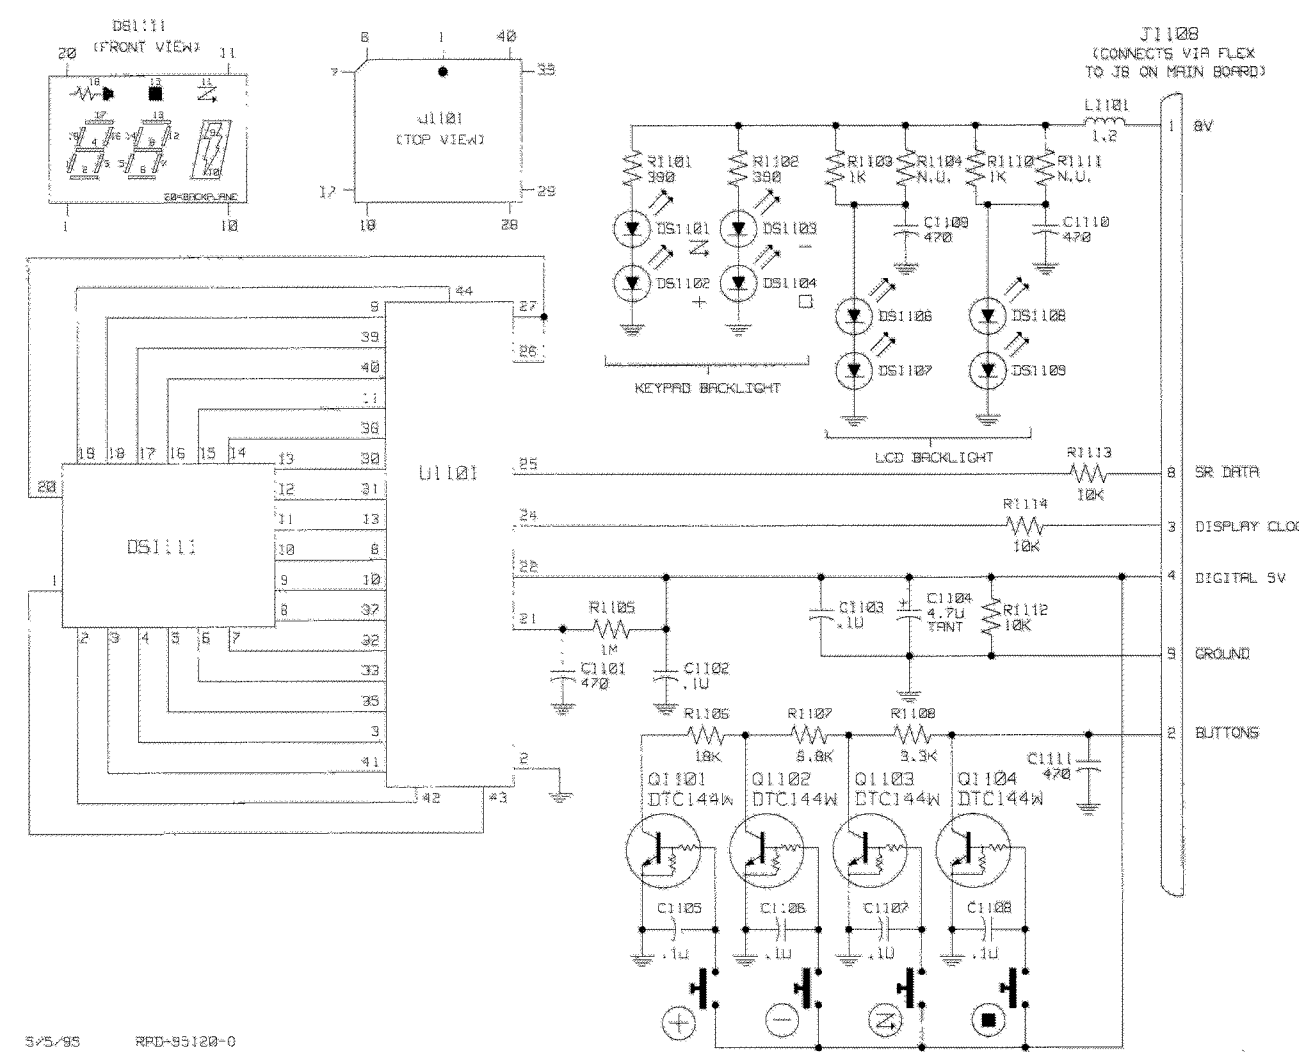 DS1111
(FRONT VIEW)
20
11
18
13
11
17
13
16
4
14
8
12
9
1
2
3
5
6
7
10
20=BACKPLANE
1
10
6
1
40
7
39
U1101
(TOP VIEW)
17
29
18
28
J1108
(CONNECTS VIA FLEX
TO J8 ON MAIN BOARD)
L1101
1.2
1
8V
R1101
390
R1102
390
R1103
1K
R1104
N.U.
R1110
1K
R1111
N.U.
DS1101
DS1103
C1109
470
C1110
470
DS1102
+
DS1104
DS1106
DS1108
DS1107
DS1109
KEYPAD BACKLIGHT
LCD BACKLIGHT
44
9
27
39
26
40
11
38
19
18
17
16
15
14
13
30
25
U1101
R1113
10K
8
SR DATA
20
12
31
24
R1114
10K
3
DISPLAY CLOC
11
13
DS1111
10
8
22
4
DIGITAL 5V
1
9
10
8
37
21
R1105
1M
C1103
.1U
C1104
4.7U
TANT
R1112
10K
2
3
4
5
6
7
32
9
GROUND
33
C1101
470
C1102
.1U
35
3
41
2
42
43
R1106
18K
R1107
6.8K
R1108
3.3K
2
BUTTONS
C1111
470
Q1101
DTC144W
Q1102
DTC144W
Q1103
DTC144W
Q1104
DTC144W
C1105
.1U
C1106
.1U
C1107
.1U
C1108
.1U
5/5/95
RPD-95120-O